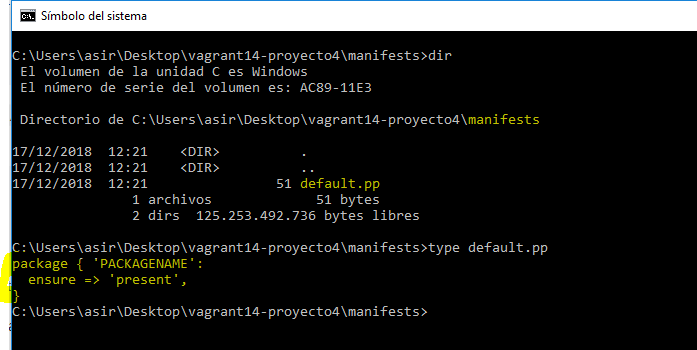 Símbolo del sistema
C:\Users\asir\Desktop\vagrant14-proyecto4\manifests>dir
El volumen de la unidad C es Windows
El número de serie del volumen es: AC89-11E3
Directorio de C:\Users\asir\Desktop\vagrant14-proyecto4\manifests
17/12/2018  12:21    <DIR>          .
17/12/2018  12:21    <DIR>          ..
17/12/2018  12:21                51 default.pp
1 archivos             51 bytes
2 dirs  125.253.492.736 bytes libres
C:\Users\asir\Desktop\vagrant14-proyecto4\manifests>type default.pp
package { 'PACKAGENAME':
  ensure => 'present',
}
C:\Users\asir\Desktop\vagrant14-proyecto4\manifests>